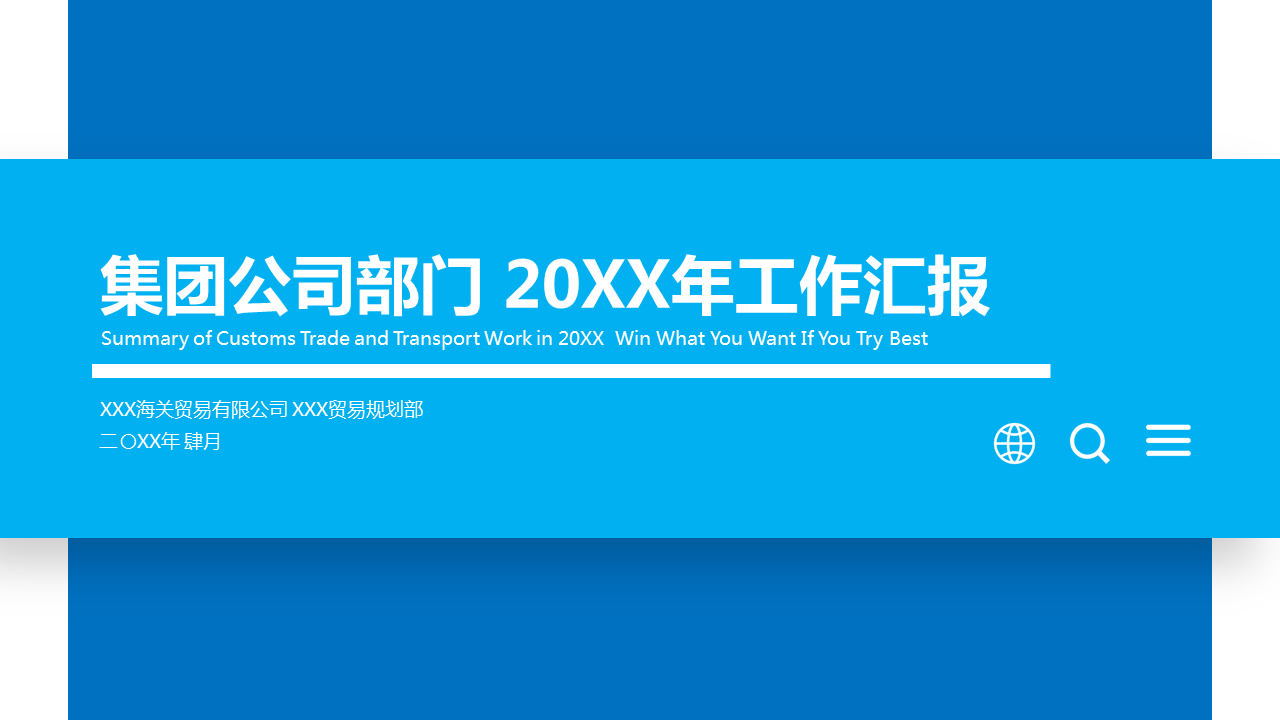 集团公司部门 20XX年工作汇报
Summary of Customs Trade and Transport Work in 20XX  Win What You Want If You Try Best
XXX海关贸易有限公司 XXX贸易规划部
二〇XX年 肆月